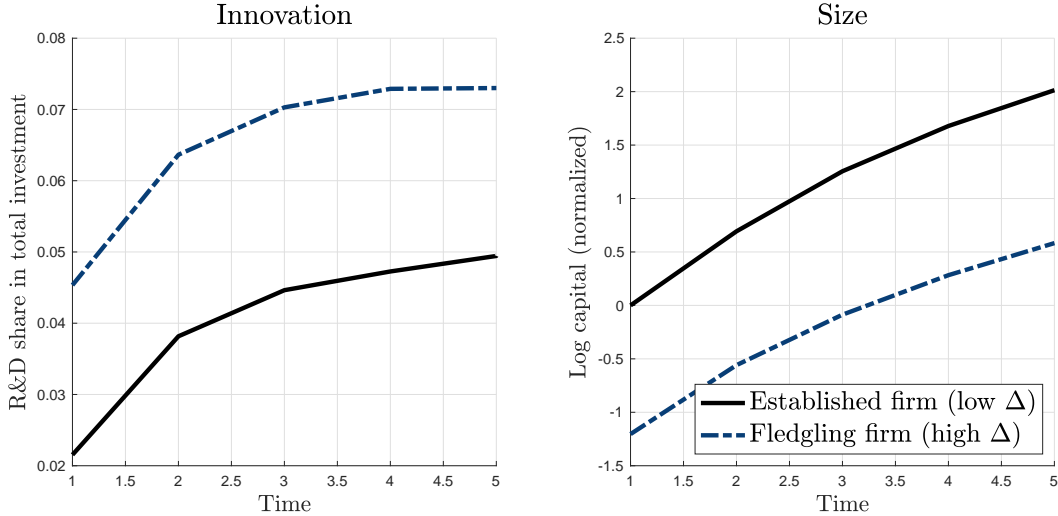 Innovation
R&D share in total investment
0.08
0.07
0.06
0.05
0.04
0.03
0.02
1 1.5 2 2.5 3 3.5 4 4.5 5
Time
Size
Log capital (normalized)
2.5
2
1.5
1
0.5
0
-0.5
-1
-1.5
Established firm (low Δ)
Fledgling firm (high Δ)
1 1.5 2 2.5 3 3.5 4 4.5 5
Time